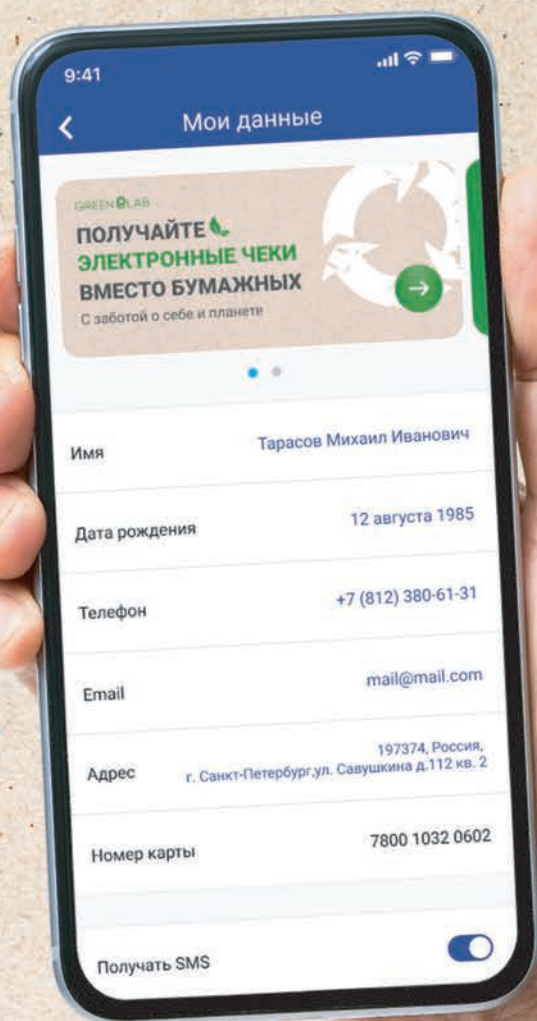 9:41
Мои данные
GREEN LAB
ПОЛУЧАЙТЕ
ЭЛЕКТРОННЫЕ ЧЕКИ
ВМЕСТО БУМАЖНЫХ
С заботой о себе и планете
Имя Тарасов Михаил Иванович
Дата рождения 12 августа 1985
Телефон +7 (812) 380-61-31
Email mail@mail.com
Адрес 197374, Россия,
г. Санкт-Петербург,ул. Савушкина д.112 кв. 2
Номер карты 7800 1032 0602
Получать SMS